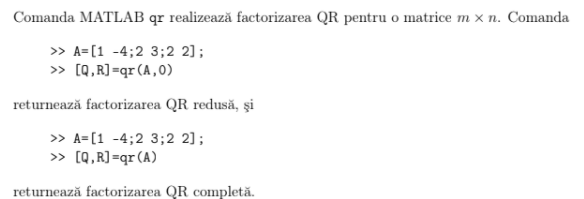 Comanda MATLAB qr realizează factorizarea QR pentru o matrice m × n. Comanda
>> A=[1 -4;2 3;2 2];
>> [Q,R]=qr(A,0)
returnează factorizarea QR redusă, şi
>> A=[1 -4;2 3;2 2];
>> [Q,R]=qr(A)
returnează factorizarea QR completă.